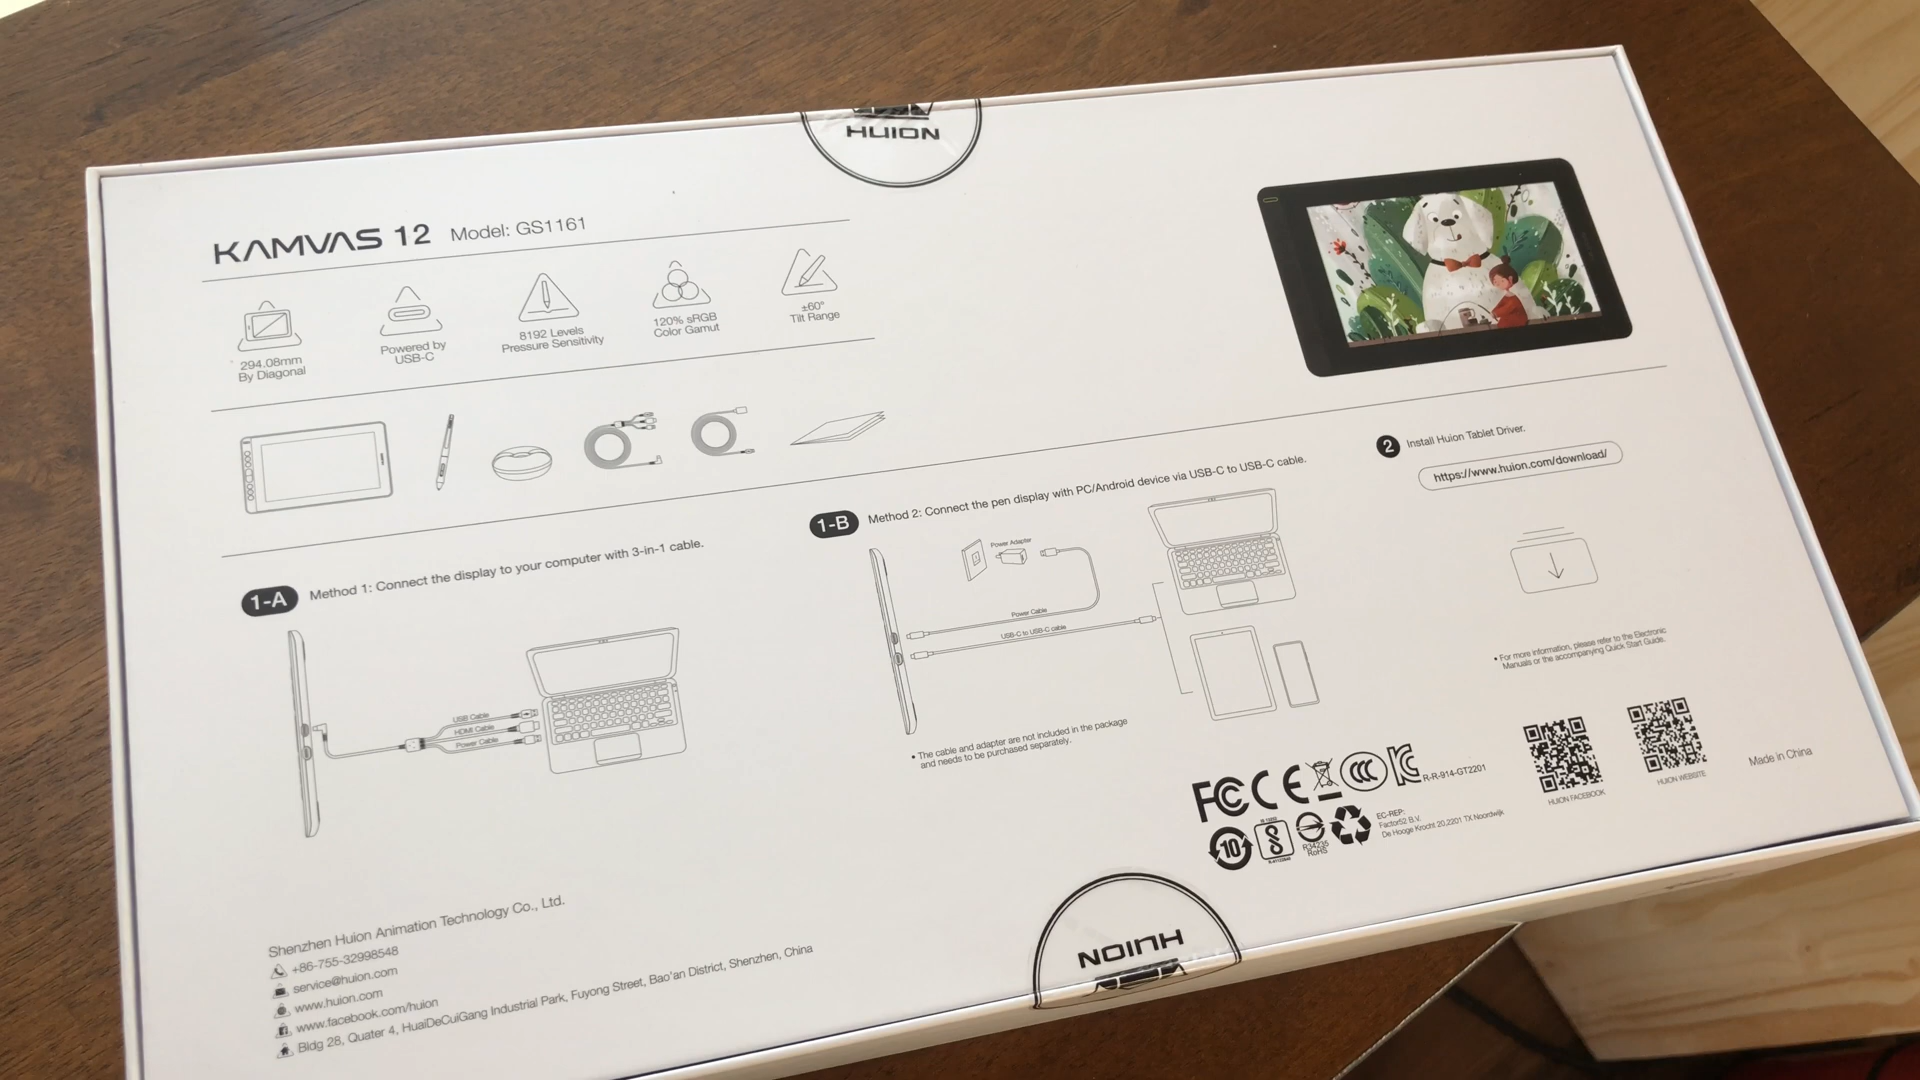 HUION
KAMVAS 12 Model: GS1161
294.08mm
By Diagonal
Powered by
USB-C
8192 Levels
Pressure Sensitivity
120% sRGB
Color Gamut
±60°
Tilt Range
1-A Method 1: Connect the display to your computer with 3-in-1 cable.
USB Cable
HDMI Cable
Power Cable
1-B Method 2: Connect the pen display with PC/Android device via USB-C to USB-C cable.
Power Adapter
Power Cable
USB-C to USB-C cable
• The cable and adapter are not included in the package
and needs to be purchased separately.
2 Install Huion Tablet Driver.
https://www.huion.com/download/
• For more information, please refer to the Electronic
Manuals or the accompanying Quick Start Guide.
FC CE CCC
R-R-914-GT2201
10
R34235
RoHS
EC-REP:
Factor52 B.V.
De Hooge Krocht 20,2201 TX Noordwijk
HUION FACEBOOK
HUION WEBSITE
Made in China
Shenzhen Huion Animation Technology Co., Ltd.
+86-755-32998548
service@huion.com
www.huion.com
www.facebook.com/huion
Bldg 28, Quater 4, HuaiDeCuiGang Industrial Park, Fuyong Street, Bao'an District, Shenzhen, China
HUION